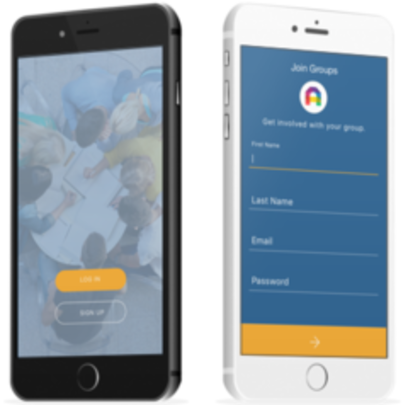 LOG IN
SIGN UP
Join Groups
Get involved with your group.
First Name
Last Name
Email
Password